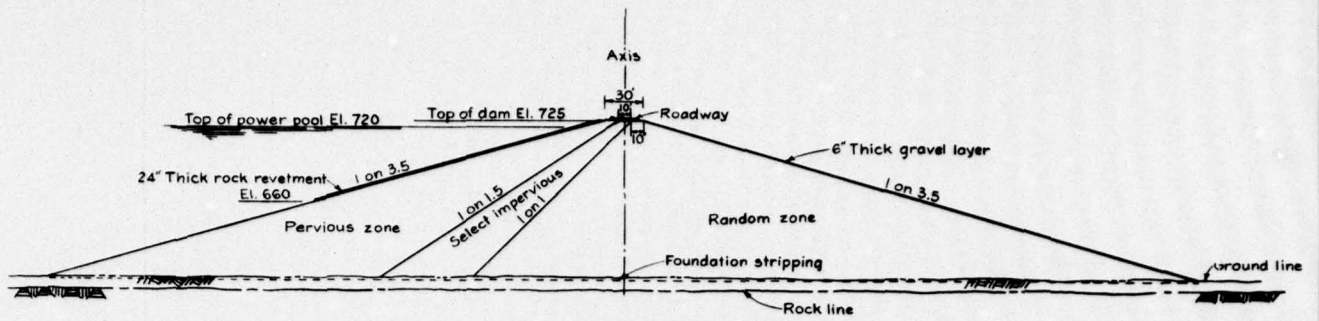 Axis
30'
10'
Roadway
10'
Top of power pool El. 720
Top of dam El. 725
24" Thick rock revetment
El. 660
1 on 3.5
1 on 1.5
Select impervious
1 on 1
Pervious zone
Random zone
6" Thick gravel layer
1 on 3.5
Foundation stripping
Ground line
Rock line